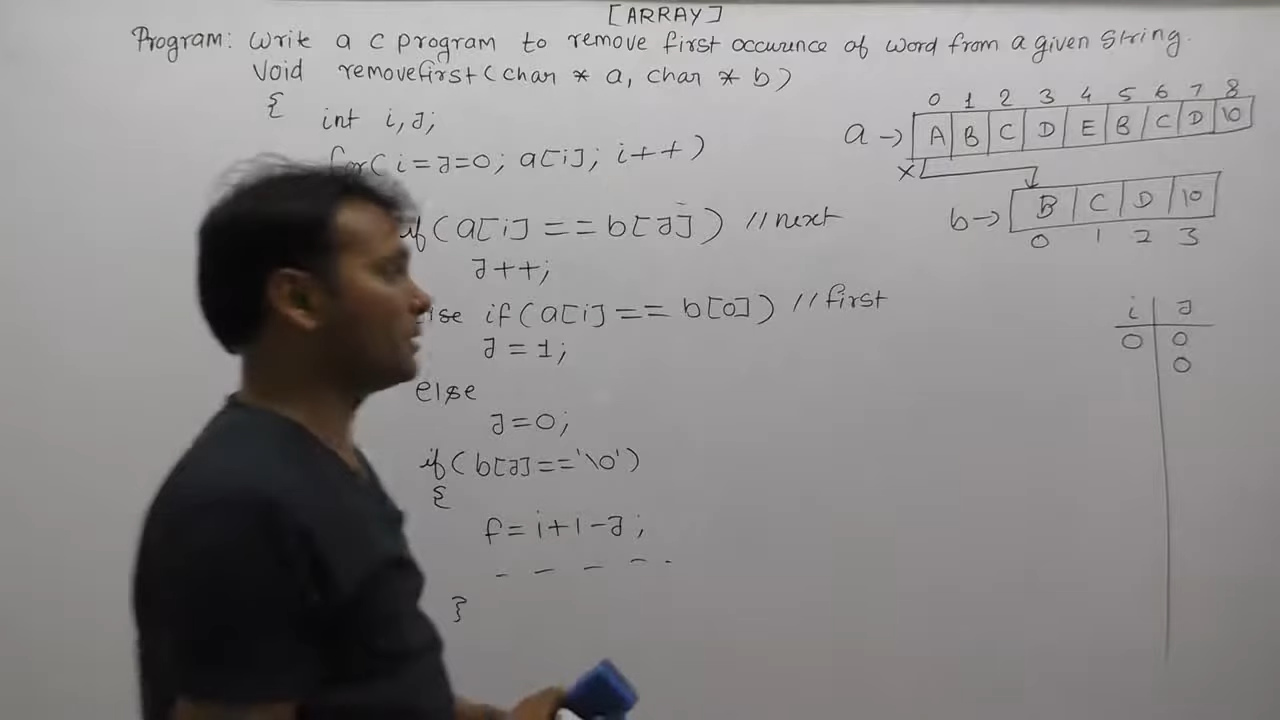 [ARRAY]
Program: Write a c program to remove first occurence of word from a given string.
Void removefirst(char * a, char * b)
{
int i,J;
for(i=J=0; a[i]; i++)
if(a[i]==b[J]) //next
J++;
else if(a[i]==b[0]) //first
J=1;
else
J=0;
if(b[J]=='\0')
{
f=i+1-J;
- - - - .
}
0 1 2 3 4 5 6 7 8
a-> A B C D E B C D \0
x
b-> B C D \0
0 1 2 3
i J
0 0
0